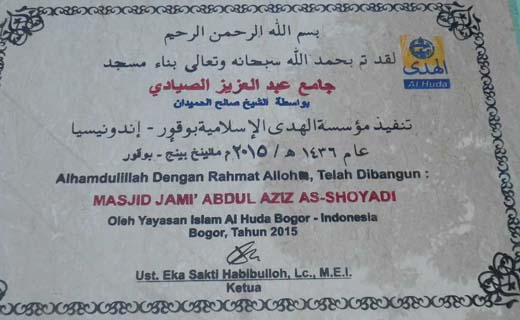 بسم الله الرحمن الرحيم
لقد تم بحمد الله سبحانه وتعالى بناء مسجد
جامع عبد العزيز الصيادي
بواسطة الشيخ صالح الحميدان
تنفيذ مؤسسة الهدى الإسلامية بوقور - إندونيسيا
عام ١٤٣٦ هـ / ٢٠١٥ م مانينخ بينج - بوقور
الهدى
Al Huda
Alhamdulillah Dengan Rahmat Alloh, Telah Dibangun :
MASJID JAMI' ABDUL AZIZ AS-SHOYADI
Oleh Yayasan Islam Al Huda Bogor - Indonesia
Bogor, Tahun 2015
Ust. Eka Sakti Habibulloh, Lc., M.E.I.
Ketua